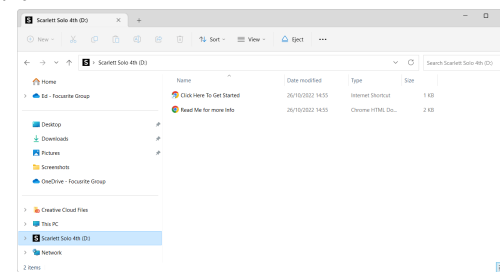 Scarlett Solo 4th (D:)
New
Sort
View
Eject
Scarlett Solo 4th (D:)
Search Scarlett Solo 4th (D:)
Home
Ed - Focusrite Group
Desktop
Downloads
Pictures
Screenshots
OneDrive - Focusrite Group
Creative Cloud Files
This PC
Scarlett Solo 4th (D:)
Network
Name Date modified Type Size
Click Here To Get Started 26/10/2022 14:55 Internet Shortcut 1 KB
Read Me for more Info 26/10/2022 14:55 Chrome HTML Do... 2 KB
2 items